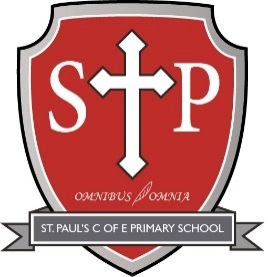 S P
OMNIBUS OMNIA
ST. PAUL'S C OF E PRIMARY SCHOOL